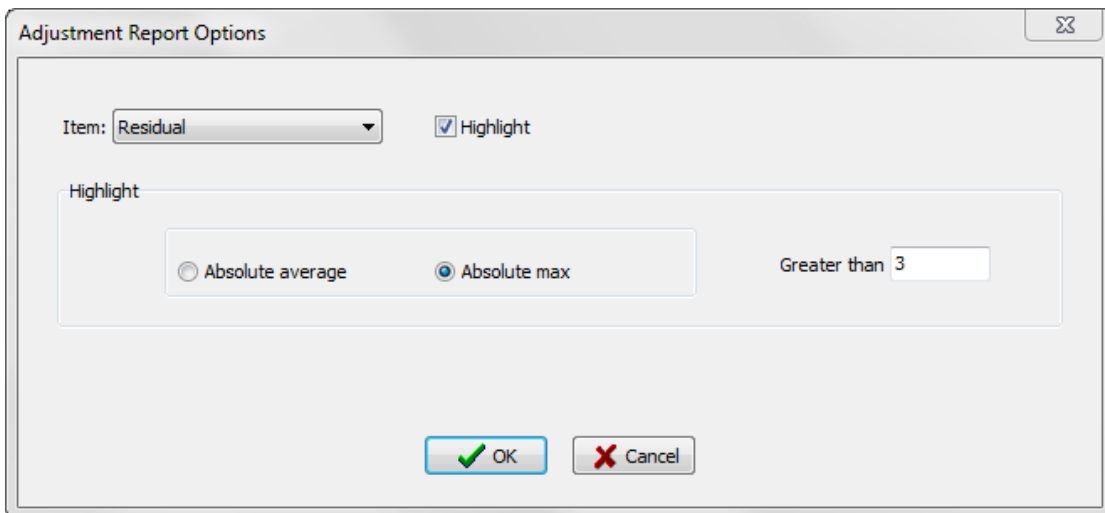 Adjustment Report Options
Item: Residual Highlight
Highlight
Absolute average Absolute max Greater than 3
OK Cancel